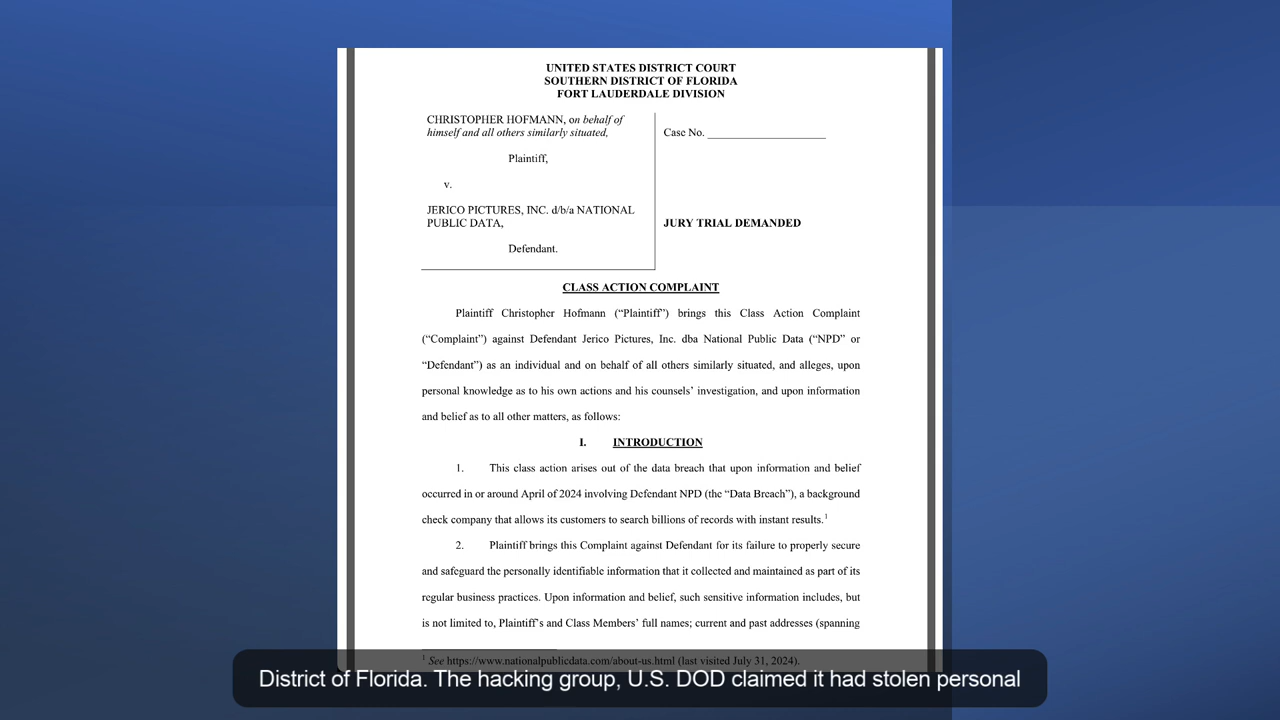 UNITED STATES DISTRICT COURT
SOUTHERN DISTRICT OF FLORIDA
FORT LAUDERDALE DIVISION
CHRISTOPHER HOFMANN, on behalf of
himself and all others similarly situated,
Plaintiff,
v.
JERICO PICTURES, INC. d/b/a NATIONAL
PUBLIC DATA,
Defendant.
Case No. ____________________
JURY TRIAL DEMANDED
CLASS ACTION COMPLAINT
Plaintiff Christopher Hofmann (“Plaintiff”) brings this Class Action Complaint
(“Complaint”) against Defendant Jerico Pictures, Inc. dba National Public Data (“NPD” or
“Defendant”) as an individual and on behalf of all others similarly situated, and alleges, upon
personal knowledge as to his own actions and his counsels’ investigation, and upon information
and belief as to all other matters, as follows:
I. INTRODUCTION
1. This class action arises out of the data breach that upon information and belief
occurred in or around April of 2024 involving Defendant NPD (the “Data Breach”), a background
check company that allows its customers to search billions of records with instant results.1
2. Plaintiff brings this Complaint against Defendant for its failure to properly secure
and safeguard the personally identifiable information that it collected and maintained as part of its
regular business practices. Upon information and belief, such sensitive information includes, but
is not limited to, Plaintiff’s and Class Members’ full names; current and past addresses (spanning
1 See https://www.nationalpublicdata.com/about-us.html (last visited July 31, 2024).
District of Florida. The hacking group, U.S. DOD claimed it had stolen personal